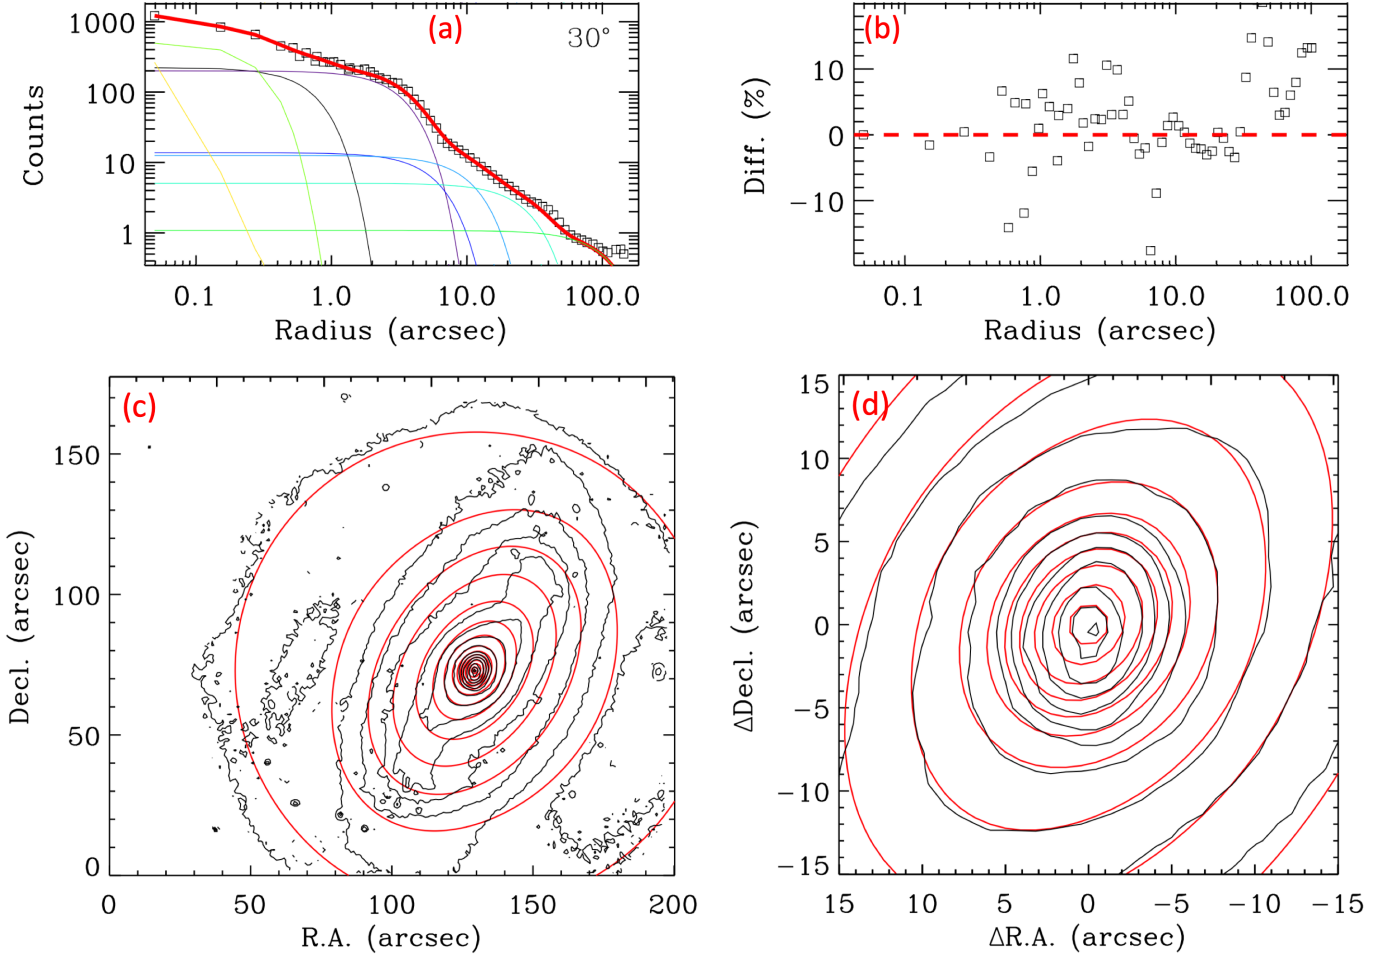 (a)
30°
1000
100
10
1
Counts
0.1 1.0 10.0 100.0
Radius (arcsec)
(b)
10
0
−10
Diff. (%)
0.1 1.0 10.0 100.0
Radius (arcsec)
(c)
150
100
50
0
Decl. (arcsec)
0 50 100 150 200
R.A. (arcsec)
(d)
15
10
5
0
−5
−10
−15
ΔDecl. (arcsec)
15 10 5 0 −5 −10 −15
ΔR.A. (arcsec)